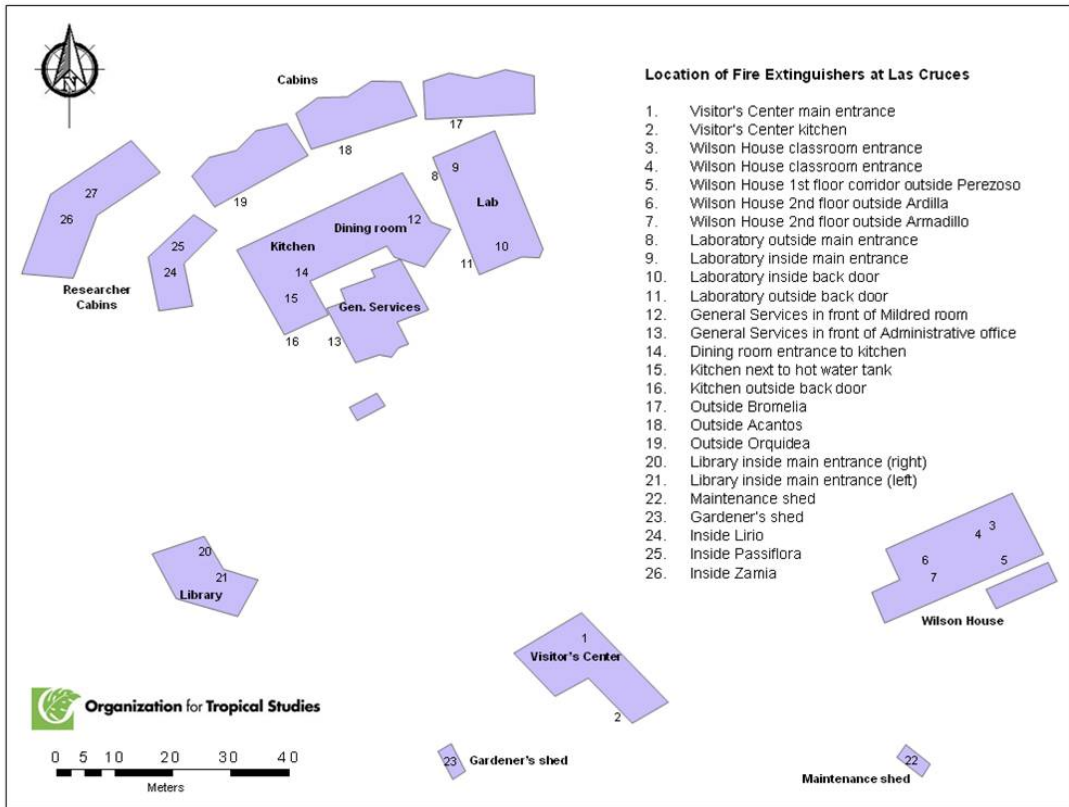 Location of Fire Extinguishers at Las Cruces
1. Visitor's Center main entrance
2. Visitor's Center kitchen
3. Wilson House classroom entrance
4. Wilson House classroom entrance
5. Wilson House 1st floor corridor outside Perezoso
6. Wilson House 2nd floor outside Ardilla
7. Wilson House 2nd floor outside Armadillo
8. Laboratory outside main entrance
9. Laboratory inside main entrance
10. Laboratory inside back door
11. Laboratory outside back door
12. General Services in front of Mildred room
13. General Services in front of Administrative office
14. Dining room entrance to kitchen
15. Kitchen next to hot water tank
16. Kitchen outside back door
17. Outside Bromelia
18. Outside Acantos
19. Outside Orquidea
20. Library inside main entrance (right)
21. Library inside main entrance (left)
22. Maintenance shed
23. Gardener's shed
24. Inside Lirio
25. Inside Passiflora
26. Inside Zamia
N
Cabins
17
18
19
27
26
25
24
Researcher
Cabins
8
9
Lab
10
11
12
Dining room
Kitchen
14
15
Gen. Services
16
13
20
21
Library
3
4
6
5
7
Wilson House
1
Visitor's Center
2
23
Gardener's shed
22
Maintenance shed
Organization for Tropical Studies
0 5 10 20 30 40
Meters